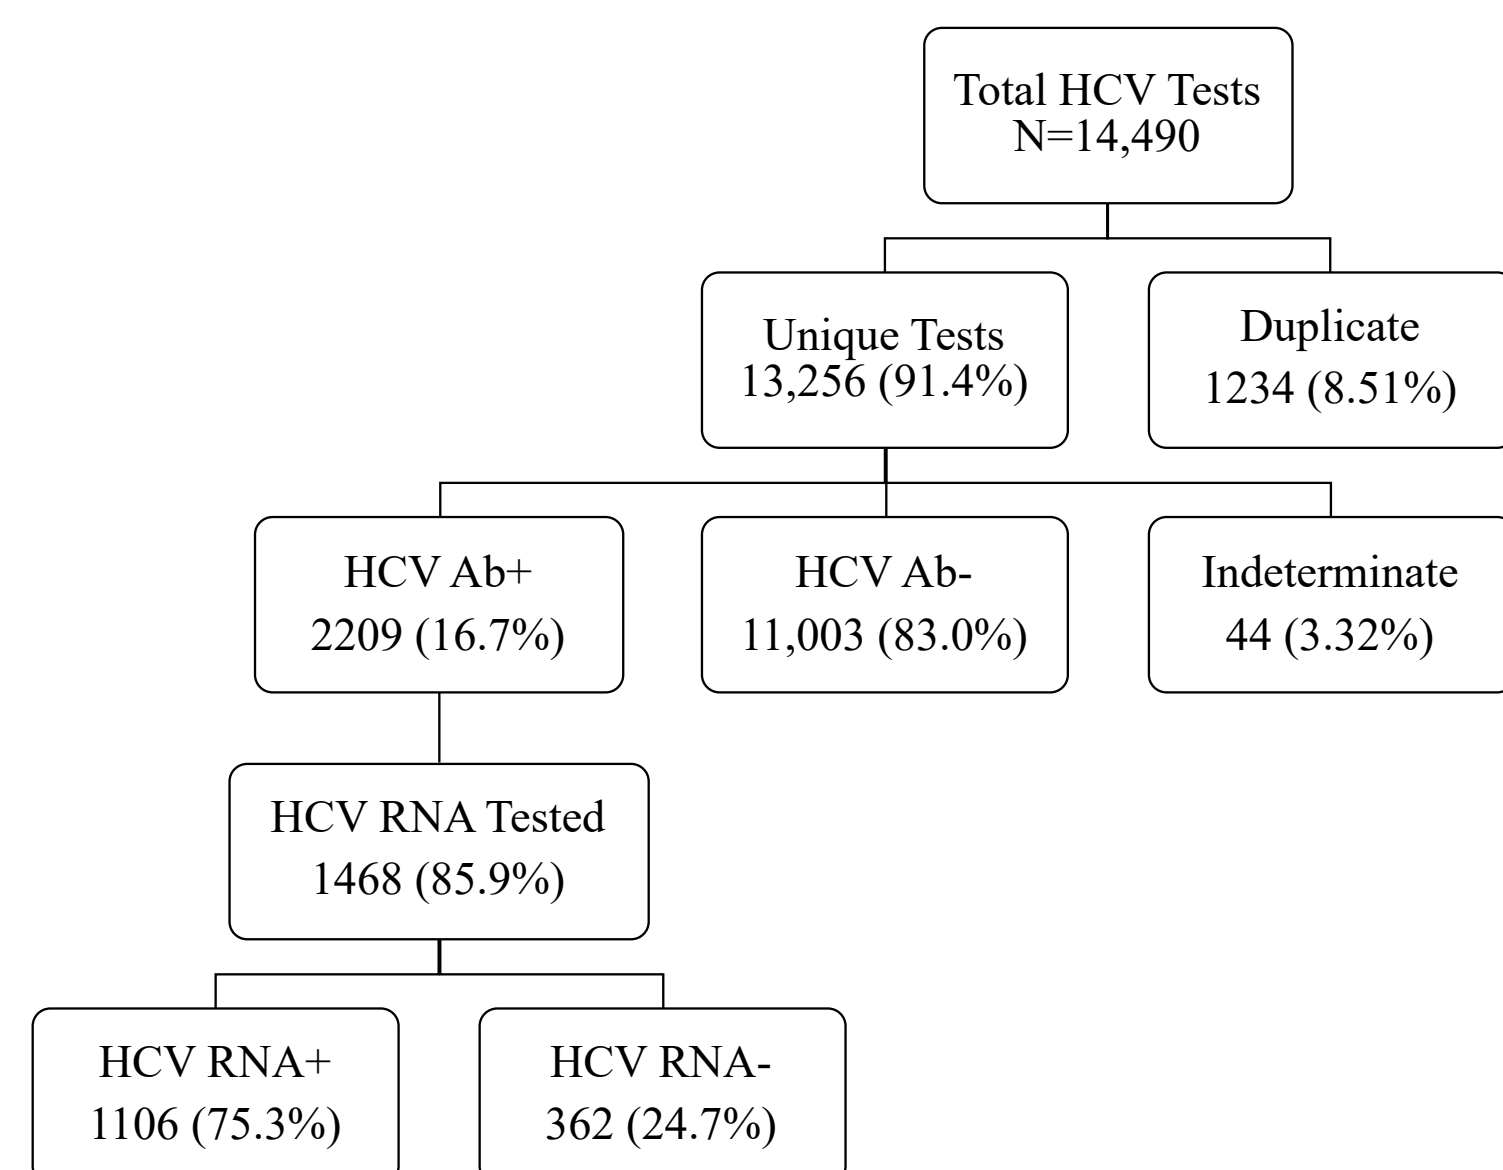 Total HCV Tests
N=14,490
Unique Tests
13,256 (91.4%)
Duplicate
1234 (8.51%)
HCV Ab+
2209 (16.7%)
HCV Ab-
11,003 (83.0%)
Indeterminate
44 (3.32%)
HCV RNA Tested
1468 (85.9%)
HCV RNA+
1106 (75.3%)
HCV RNA-
362 (24.7%)